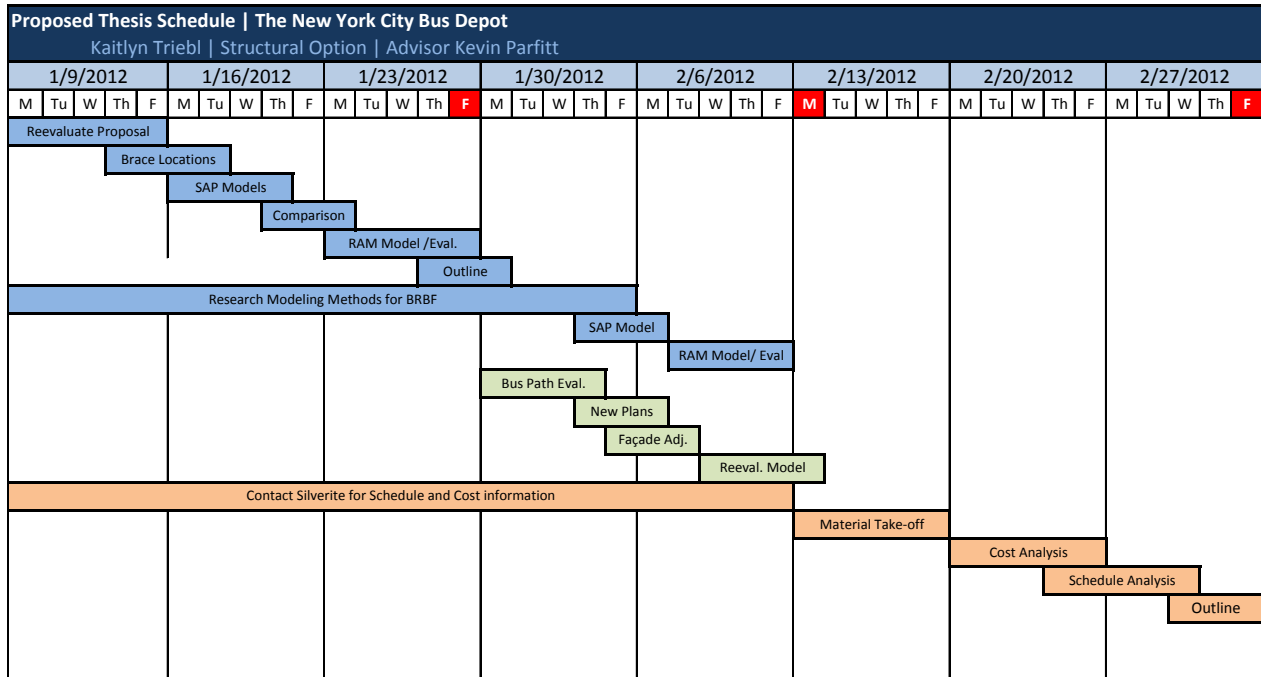 Proposed Thesis Schedule | The New York City Bus Depot
Kaitlyn Triebl | Structural Option | Advisor Kevin Parfitt
1/9/2012 1/16/2012 1/23/2012 1/30/2012 2/6/2012 2/13/2012 2/20/2012 2/27/2012
M Tu W Th F M Tu W Th F M Tu W Th F M Tu W Th F M Tu W Th F M Tu W Th F M Tu W Th F M Tu W Th F
Reevaluate Proposal
Brace Locations
SAP Models
Comparison
RAM Model /Eval.
Outline
Research Modeling Methods for BRBF
SAP Model
RAM Model/ Eval
Bus Path Eval.
New Plans
Façade Adj.
Reeval. Model
Contact Silverite for Schedule and Cost information
Material Take-off
Cost Analysis
Schedule Analysis
Outline